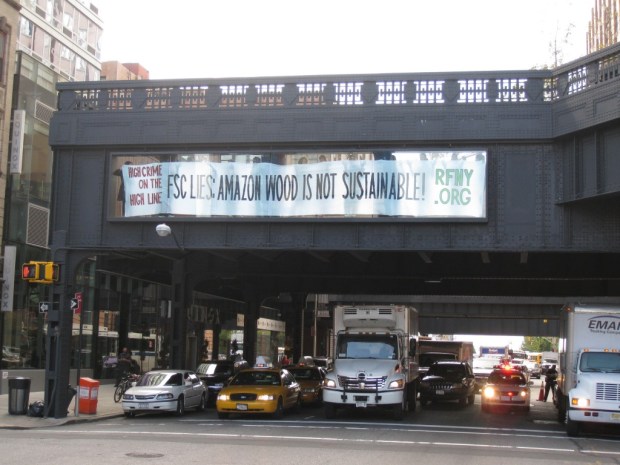 HIGH CRIME
ON THE
HIGH LINE
FSC LIES: AMAZON WOOD IS NOT SUSTAINABLE!
RFNY
.ORG